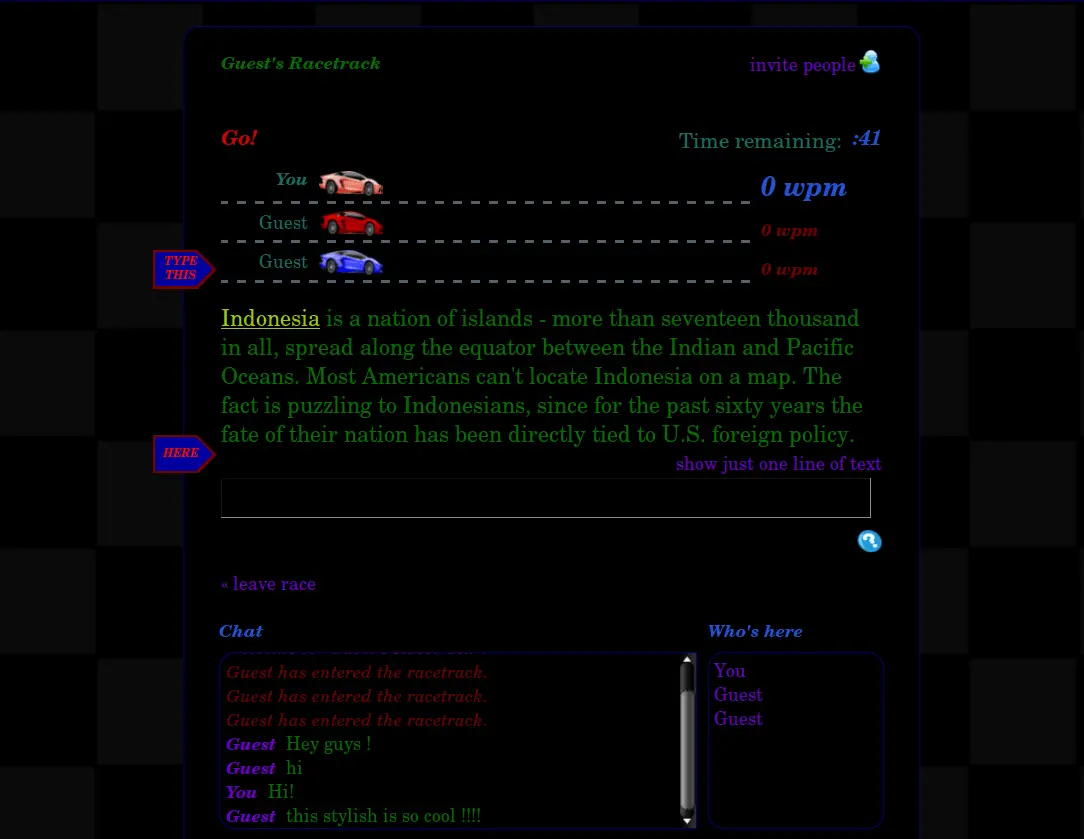 Guest's Racetrack
invite people
Go!
Time remaining: :41
You 0 wpm
Guest 0 wpm
Guest 0 wpm
TYPE
THIS
Indonesia is a nation of islands - more than seventeen thousand
in all, spread along the equator between the Indian and Pacific
Oceans. Most Americans can't locate Indonesia on a map. The
fact is puzzling to Indonesians, since for the past sixty years the
fate of their nation has been directly tied to U.S. foreign policy.
HERE
show just one line of text
?
« leave race
Chat
Guest has entered the racetrack.
Guest has entered the racetrack.
Guest has entered the racetrack.
Guest Hey guys !
Guest hi
You Hi!
Guest this stylish is so cool !!!!
Who's here
You
Guest
Guest